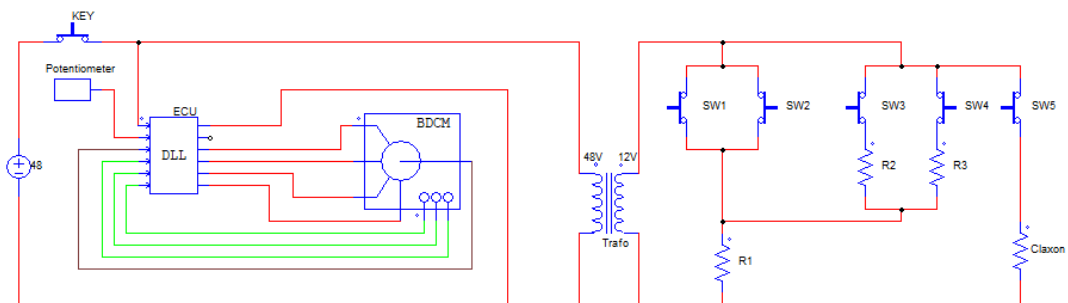 KEY
Potentiometer
ECU
DLL
BDCM
48
48V 12V
Trafo
SW1
SW2
SW3
SW4
SW5
R2
R3
R1
Claxon